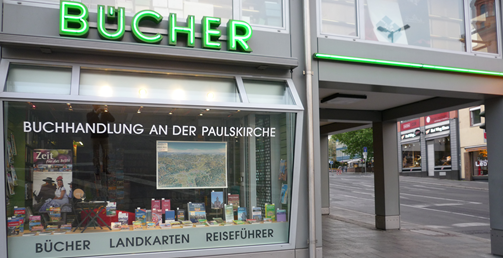 BÜCHER
BUCHHANDLUNG AN DER PAULSKIRCHE
Zeit
BÜCHER LANDKARTEN REISEFÜHRER